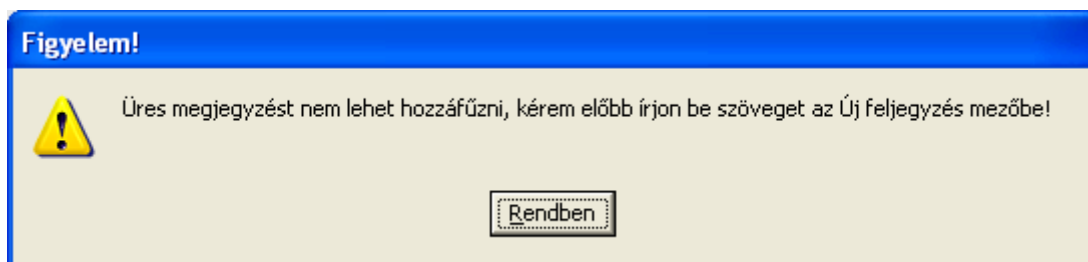 Figyelem!
Üres megjegyzést nem lehet hozzáfűzni, kérem előbb írjon be szöveget az Új feljegyzés mezőbe!
Rendben